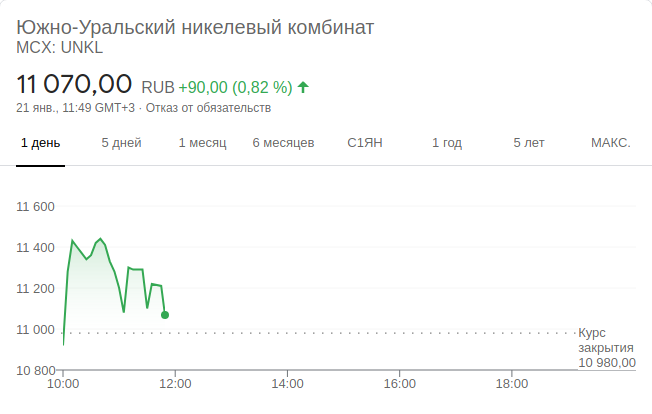 Южно-Уральский никелевый комбинат
MCX: UNKL
11 070,00 RUB +90,00 (0,82 %)
21 янв., 11:49 GMT+3 · Отказ от обязательств
1 день 5 дней 1 месяц 6 месяцев С1ЯН 1 год 5 лет МАКС.
11 600
11 400
11 200
11 000
Курс
закрытия
10 980,00
10 800
10:00 12:00 14:00 16:00 18:00